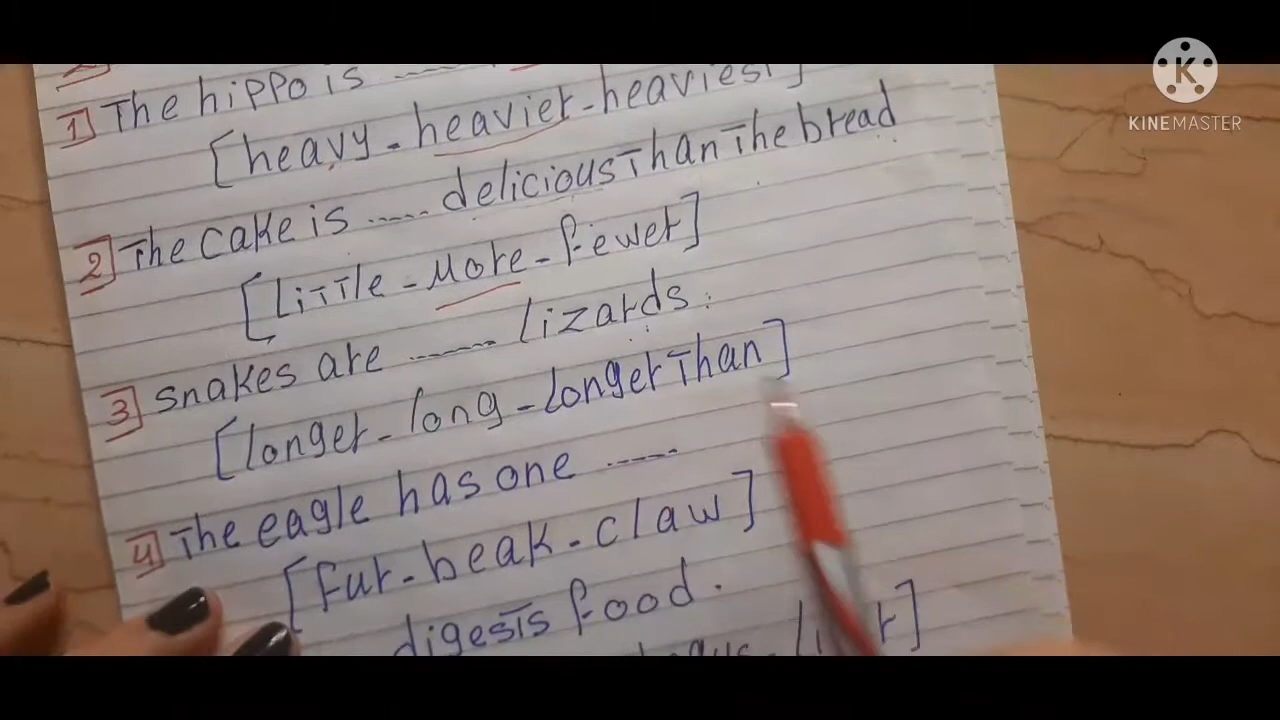 1 The hippo is ......
[heavy - heavier - heaviest]
2 The cake is ...... delicious Than The bread
[Little - More - fewer]
3 snakes are ...... Lizards.
[longer - long - longer Than]
4 The eagle has one ......
[fur - beak - claw]
digests food.
KINEMASTER